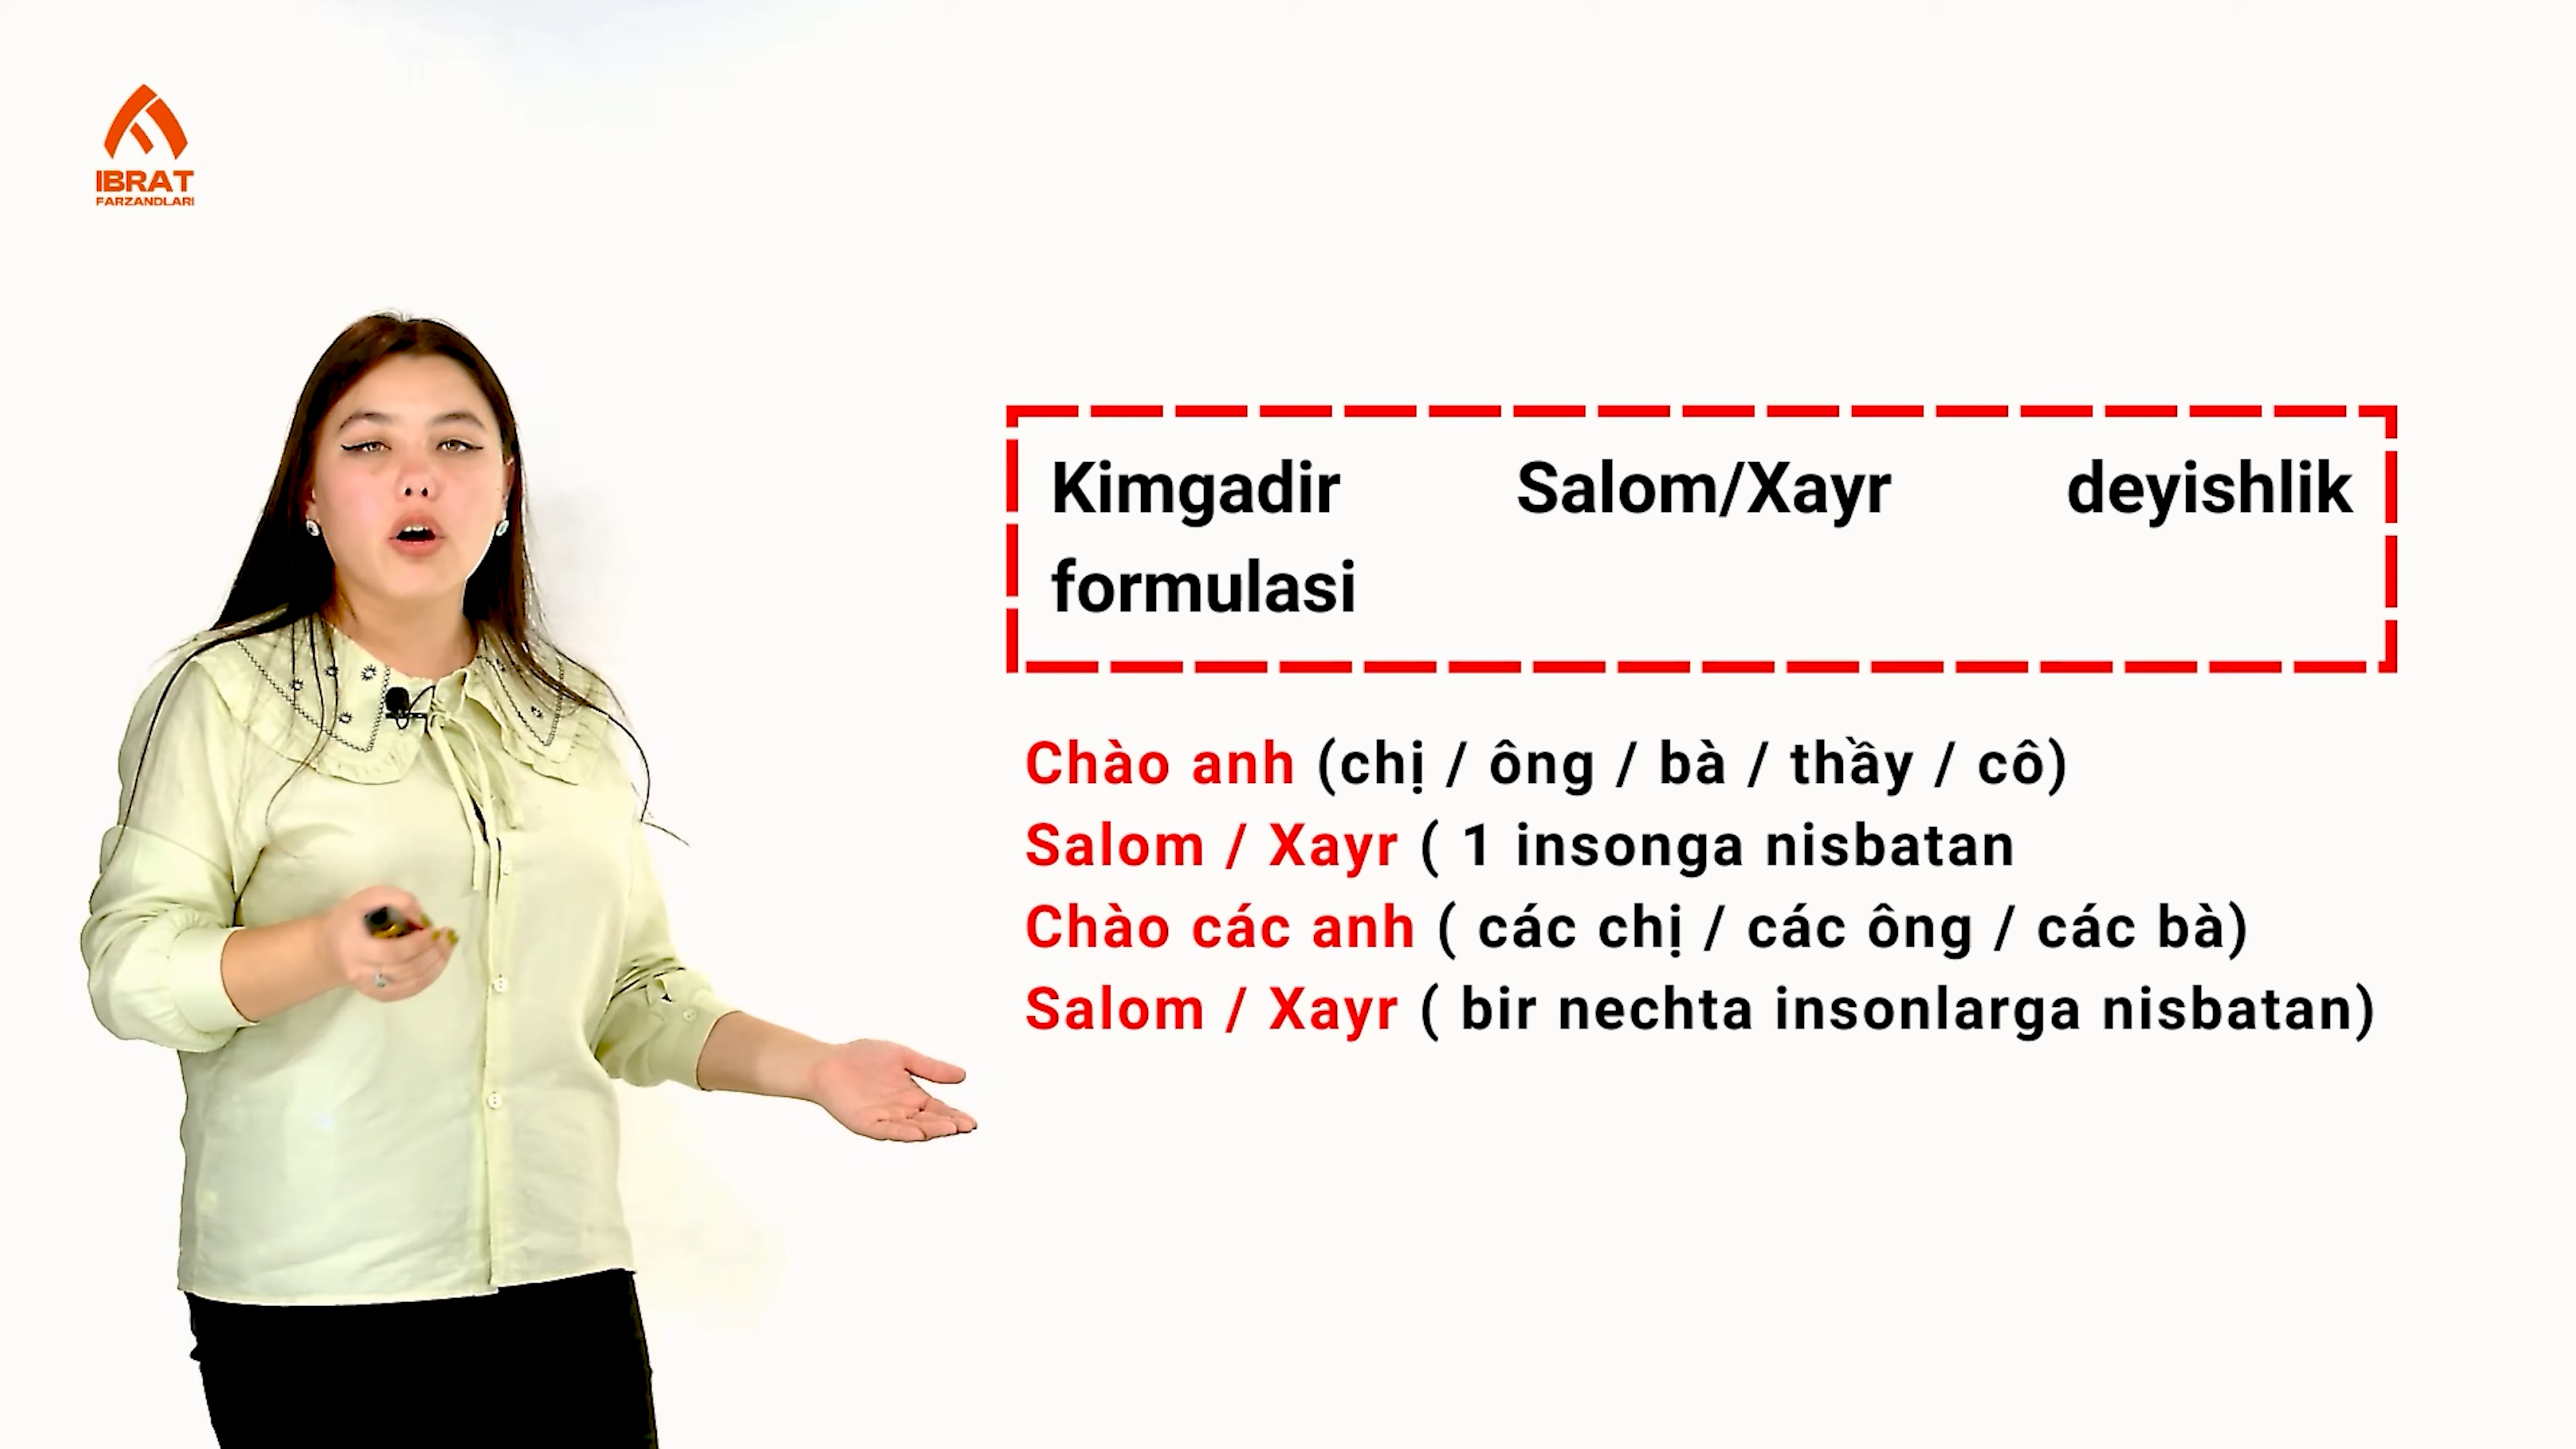 IBRAT
FARZANDLARI
Kimgadir Salom/Xayr deyishlik
formulasi
Chào anh (chị / ông / bà / thầy / cô)
Salom / Xayr ( 1 insonga nisbatan
Chào các anh ( các chị / các ông / các bà)
Salom / Xayr ( bir nechta insonlarga nisbatan)